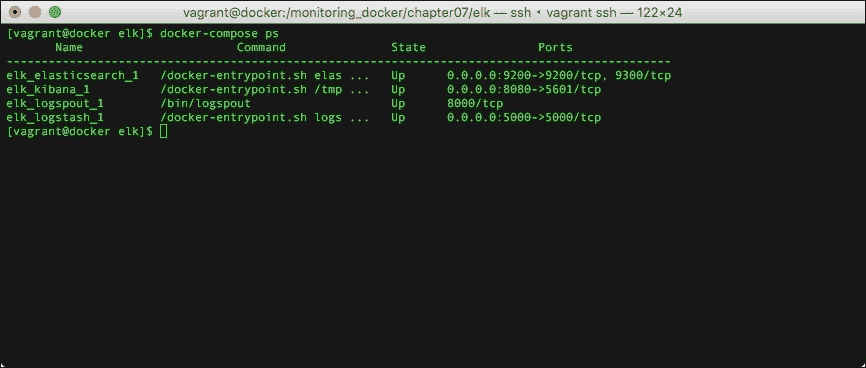 vagrant@docker:/monitoring_docker/chapter07/elk — ssh • vagrant ssh — 122×24
[vagrant@docker elk]$ docker-compose ps
Name Command State Ports
-----------------------------------------------------------------------------------------------
elk_elasticsearch_1 /docker-entrypoint.sh elas ... Up 0.0.0.0:9200->9200/tcp, 9300/tcp
elk_kibana_1 /docker-entrypoint.sh /tmp ... Up 0.0.0.0:8080->5601/tcp
elk_logspout_1 /bin/logspout Up 8000/tcp
elk_logstash_1 /docker-entrypoint.sh logs ... Up 0.0.0.0:5000->5000/tcp
[vagrant@docker elk]$